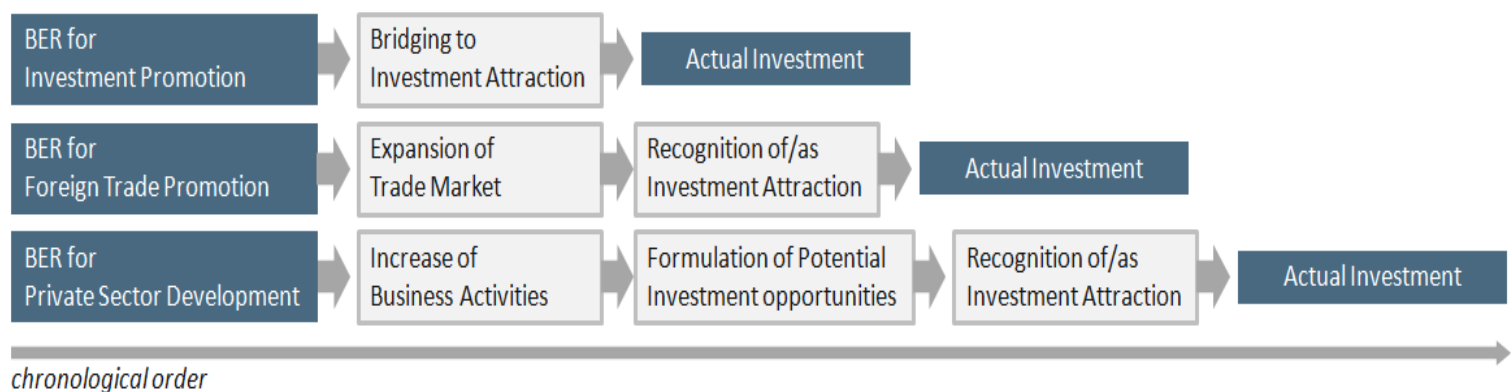 BER for
Investment Promotion
Bridging to
Investment Attraction
Actual Investment
BER for
Foreign Trade Promotion
Expansion of
Trade Market
Recognition of/as
Investment Attraction
Actual Investment
BER for
Private Sector Development
Increase of
Business Activities
Formulation of Potential
Investment opportunities
Recognition of/as
Investment Attraction
Actual Investment
chronological order